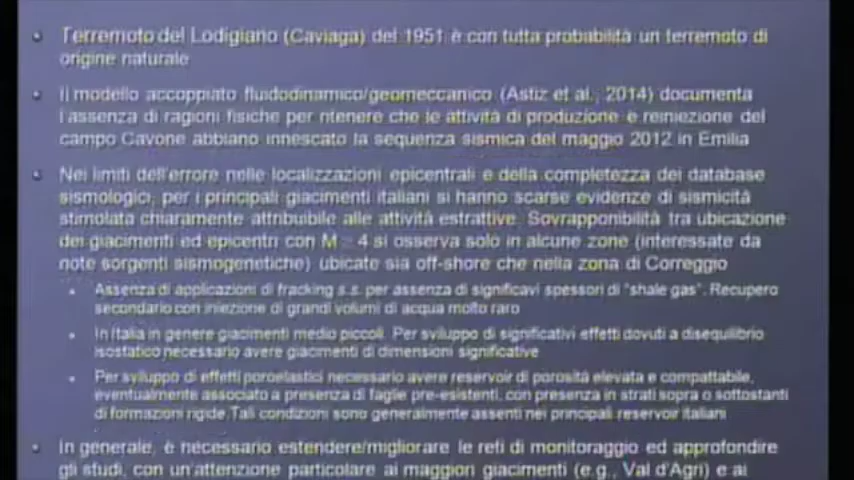 Terremoto del Lodigiano (Caviaga) del 1951 è con tutta probabilità un terremoto di
origine naturale
Il modello accoppiato fluidodinamico/geomeccanico (Astiz et al., 2014) documenta
l'assenza di ragioni fisiche per ritenere che le attività di produzione e reiniezione del
campo Cavone abbiano innescato la sequenza sismica del maggio 2012 in Emilia
Nei limiti dell'errore nelle localizzazioni epicentrali e della completezza dei database
sismologici, per i principali giacimenti italiani si hanno scarse evidenze di sismicità
stimolata chiaramente attribuibile alle attività estrattive. Sovrapponibilità tra ubicazione
dei giacimenti ed epicentri con M 4 si osserva solo in alcune zone (interessate da
note sorgenti sismogenetiche) ubicate sia off-shore che nella zona di Correggio
Assenza di applicazioni di fracking s.s. per assenza di significavi spessori di "shale gas". Recupero
secondario con iniezione di grandi volumi di acqua molto raro
In Italia in genere giacimenti medio piccoli. Per sviluppo di significativi effetti dovuti a disequilibrio
isostatico necessario avere giacimenti di dimensioni significative
Per sviluppo di effetti poroelastici necessario avere reservoir di porosità elevata e compattabile,
eventualmente associato a presenza di faglie pre-esistenti, con presenza in strati sopra o sottostanti
di formazioni rigide.Tali condizioni sono generalmente assenti nei principali reservoir italiani
In generale, è necessario estendere/migliorare le reti di monitoraggio ed approfondire
gli studi, con un'attenzione particolare ai maggiori giacimenti (e.g., Val d'Agri) e ai